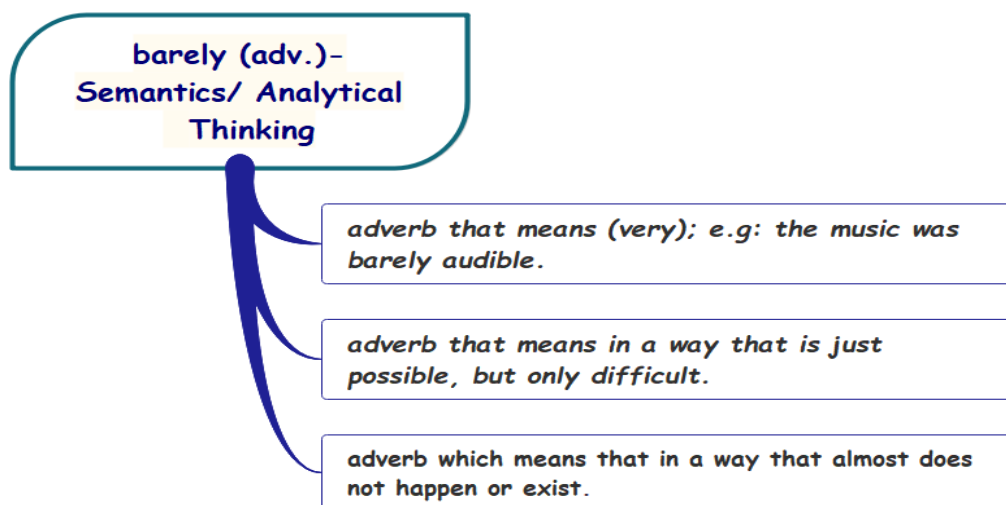 barely (adv.)-
Semantics/ Analytical
Thinking
adverb that means (very); e.g: the music was
barely audible.
adverb that means in a way that is just
possible, but only difficult.
adverb which means that in a way that almost does
not happen or exist.